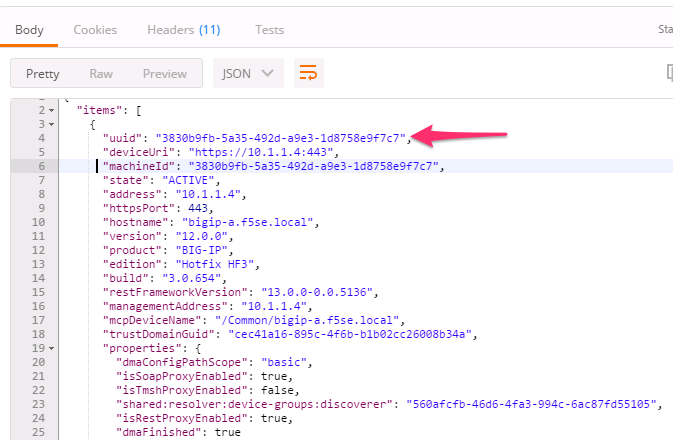 Body Cookies Headers (11) Tests Sta
Pretty Raw Preview JSON
2 "items": [
3 {
4 "uuid": "3830b9fb-5a35-492d-a9e3-1d8758e9f7c7",
5 "deviceUri": "https://10.1.1.4:443",
6 "machineId": "3830b9fb-5a35-492d-a9e3-1d8758e9f7c7",
7 "state": "ACTIVE",
8 "address": "10.1.1.4",
9 "httpsPort": 443,
10 "hostname": "bigip-a.f5se.local",
11 "version": "12.0.0",
12 "product": "BIG-IP",
13 "edition": "Hotfix HF3",
14 "build": "3.0.654",
15 "restFrameworkVersion": "13.0.0-0.0.5136",
16 "managementAddress": "10.1.1.4",
17 "mcpDeviceName": "/Common/bigip-a.f5se.local",
18 "trustDomainGuid": "cec41a16-895c-4f6b-b1b02cc26008b34a",
19 "properties": {
20 "dmaConfigPathScope": "basic",
21 "isSoapProxyEnabled": true,
22 "isTmshProxyEnabled": false,
23 "shared:resolver:device-groups:discoverer": "560afcfb-46d6-4fa3-994c-6ac87fd55105",
24 "isRestProxyEnabled": true,
25 "dmaFinished": true